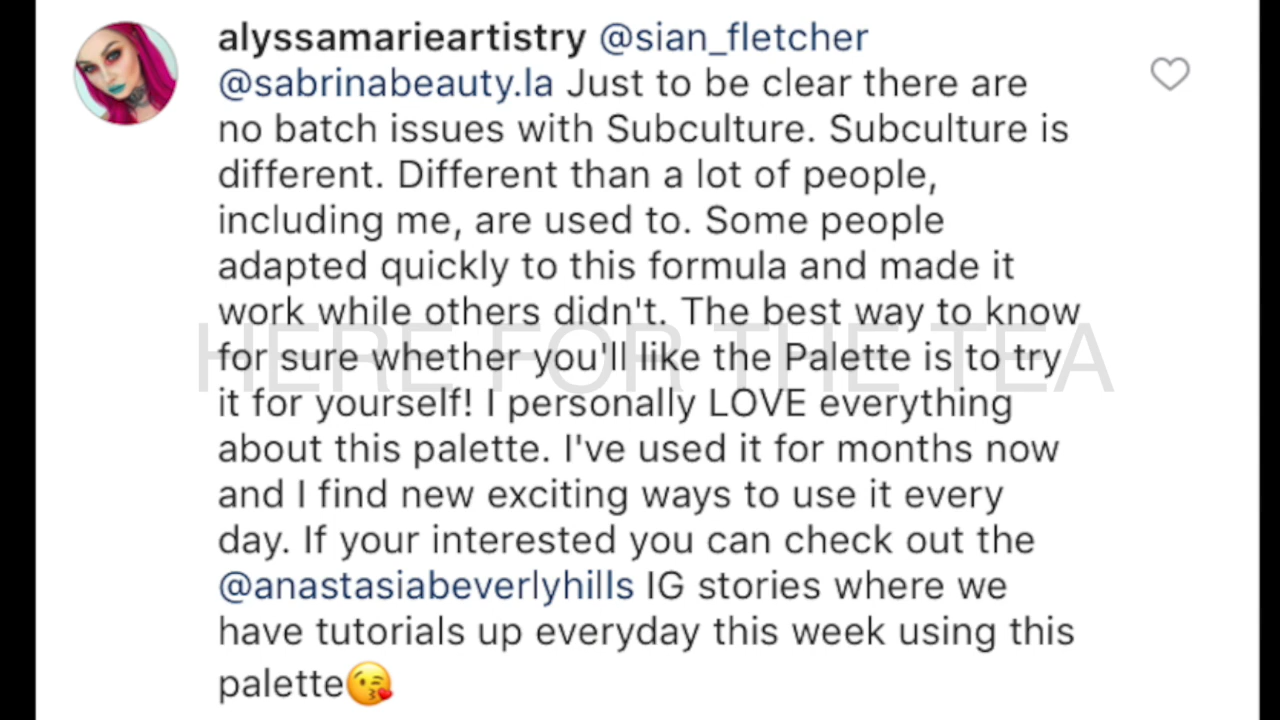 alyssamarieartistry @sian_fletcher
@sabrinabeauty.la Just to be clear there are
no batch issues with Subculture. Subculture is
different. Different than a lot of people,
including me, are used to. Some people
adapted quickly to this formula and made it
work while others didn't. The best way to know
HERE FOR THE TEA
for sure whether you'll like the Palette is to try
it for yourself! I personally LOVE everything
about this palette. I've used it for months now
and I find new exciting ways to use it every
day. If your interested you can check out the
@anastasiabeverlyhills IG stories where we
have tutorials up everyday this week using this
palette😘